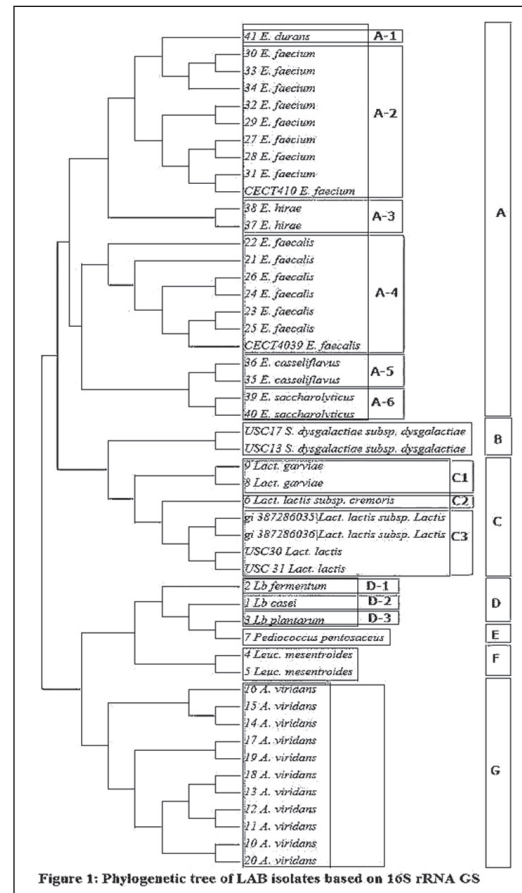 41 E. durans A-1
30 E. faecium
33 E. faecium
34 E. faecium
32 E. faecium
29 E. faecium A-2
27 E. faecium
28 E. faecium
31 E. faecium
CECT410 E. faecium
38 E. hirae A-3
37 E. hirae
A
22 E. faecalis
21 E. faecalis
26 E. faecalis
24 E. faecalis A-4
23 E. faecalis
25 E. faecalis
CECT4039 E. faecalis
36 E. casseliflavus A-5
35 E. casseliflavus
39 E. saccharolyticus A-6
40 E. saccharolyticus
USC17 S. dysgalactiae subsp. dysgalactiae B
USC13 S. dysgalactiae subsp. dysgalactiae
9 Lact. garviae C1
8 Lact. garviae
6 Lact. lactis subsp. cremoris C2
gi 387286035|Lact. lactis subsp. Lactis
gi 387286036|Lact. lactis subsp. Lactis C3
USC30 Lact. lactis
USC 31 Lact. lactis
C
2 Lb fermentum D-1
1 Lb casei D-2 D
3 Lb plantarum D-3
7 Pediococcus pentosaceus E
4 Leuc. mesentroides F
5 Leuc. mesentroides
16 A. viridans
15 A. viridans
14 A. viridans
17 A. viridans
19 A. viridans
18 A. viridans G
13 A. viridans
12 A. viridans
11 A. viridans
10 A. viridans
20 A. viridans
Figure 1: Phylogenetic tree of LAB isolates based on 16S rRNA GS